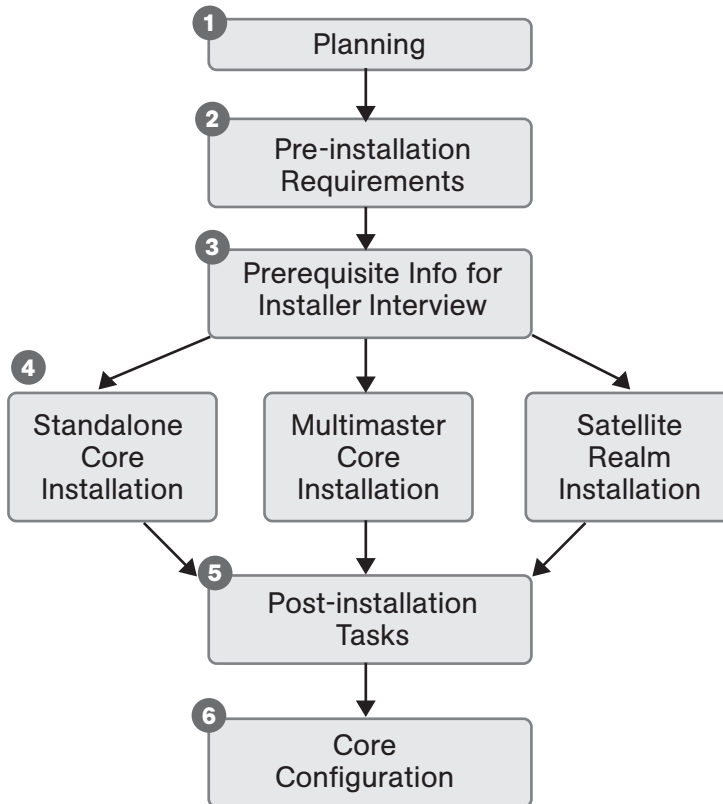 1
Planning
2
Pre-installation
Requirements
3
Prerequisite Info for
Installer Interview
4
Standalone
Core
Installation
Multimaster
Core
Installation
Satellite
Realm
Installation
5
Post-installation
Tasks
6
Core
Configuration